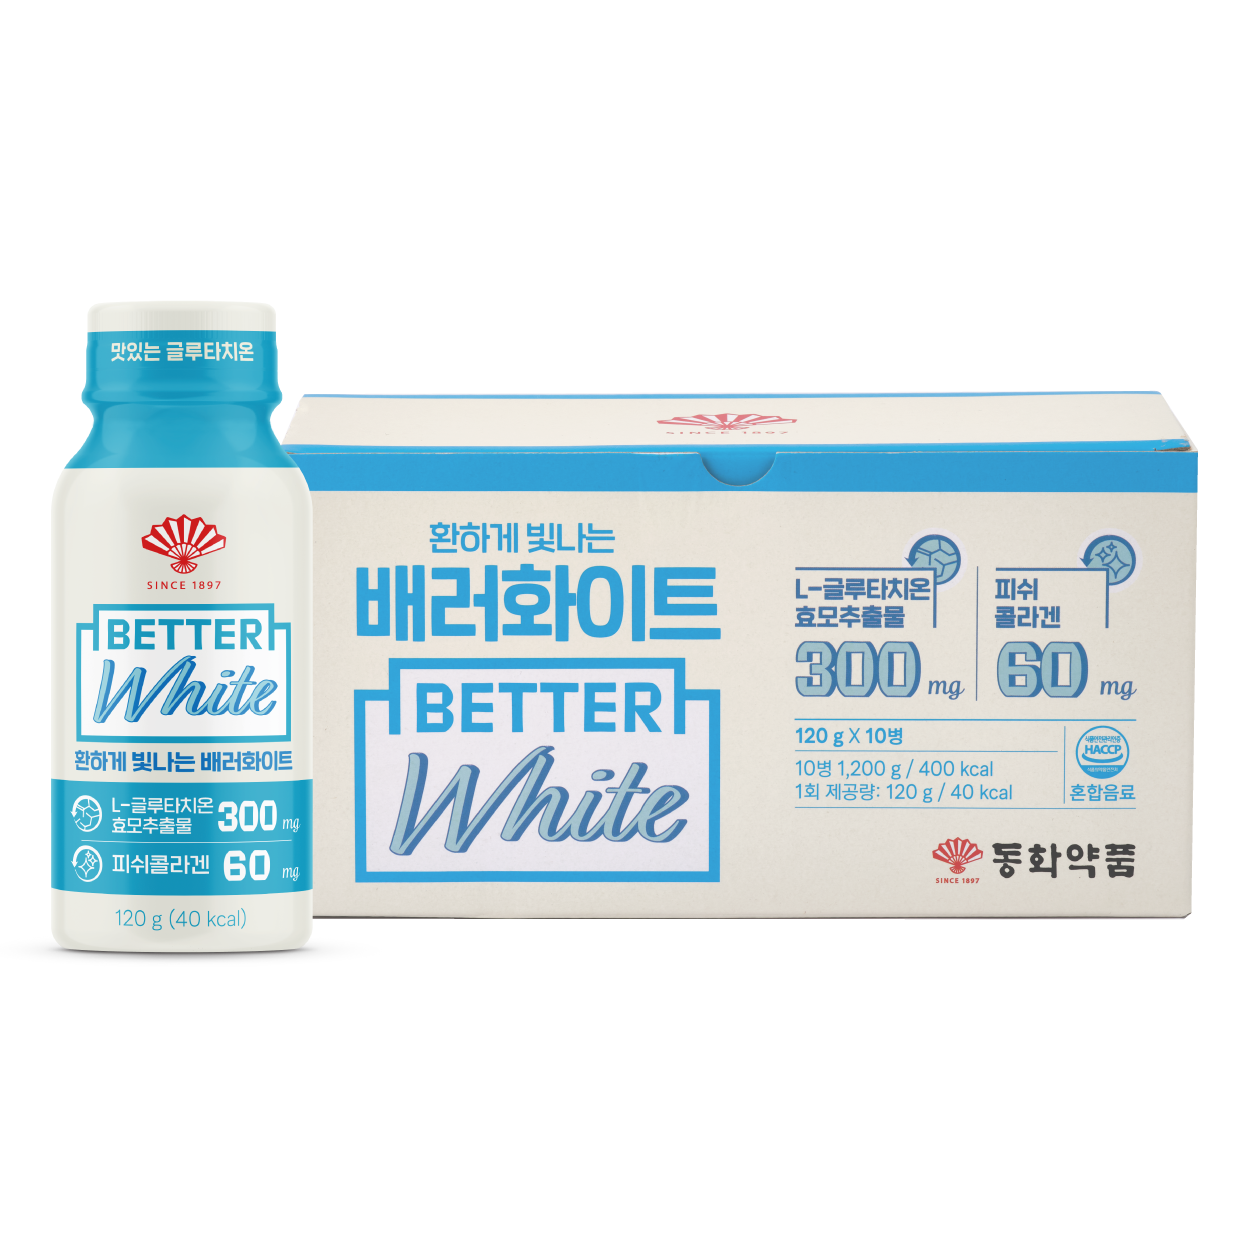 맛있는 글루타치온
SINCE 1897
BETTER
White
환하게 빛나는 배러화이트
L-글루타치온
효모추출물
300 mg
피쉬콜라겐 60 mg
120 g (40 kcal)
SINCE 1897
환하게 빛나는
배러화이트
BETTER
White
L-글루타치온
효모추출물
300 mg
피쉬
콜라겐
60 mg
120 g X 10병
10병 1,200 g / 400 kcal
1회 제공량: 120 g / 40 kcal
HACCP
혼합음료
SINCE 1897
동화약품